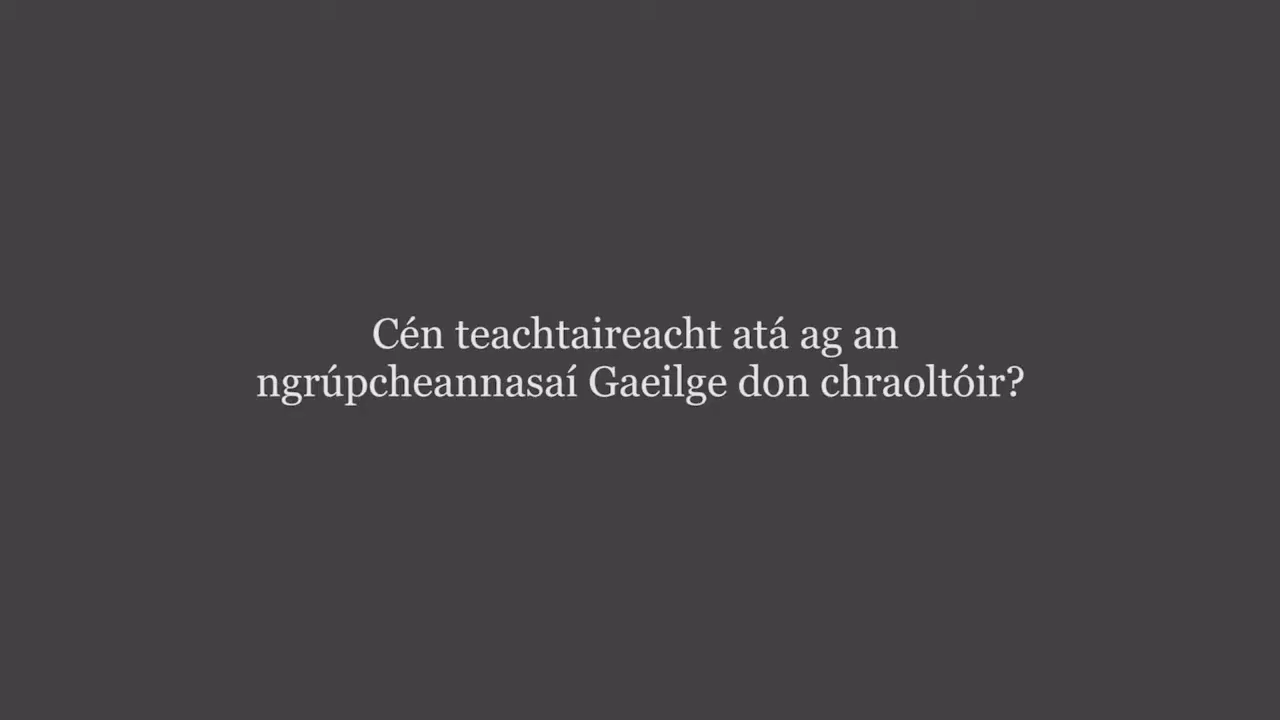 Cén teachtaireacht atá ag an
ngrúpcheannasaí Gaeilge don chraoltóir?